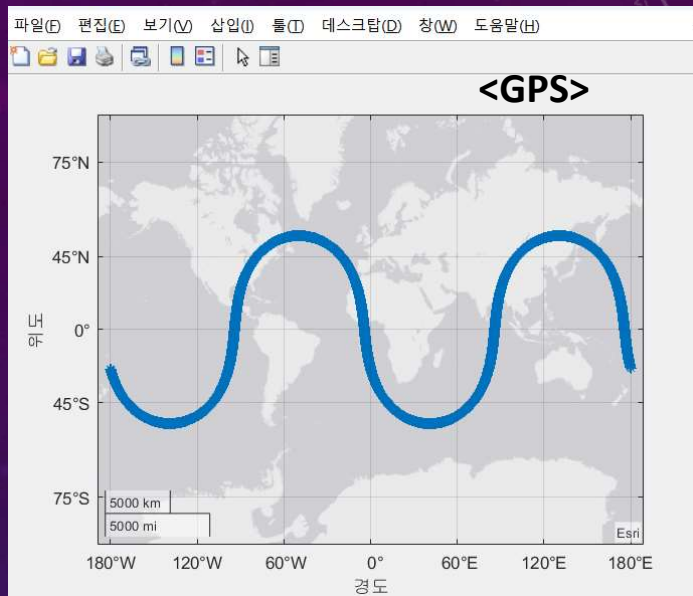 파일(F) 편집(E) 보기(V) 삽입(I) 툴(T) 데스크탑(D) 창(W) 도움말(H)
<GPS>
75°N
45°N
0°
45°S
75°S
위도
5000 km
5000 mi
Esri
180°W 120°W 60°W 0° 60°E 120°E 180°E
경도